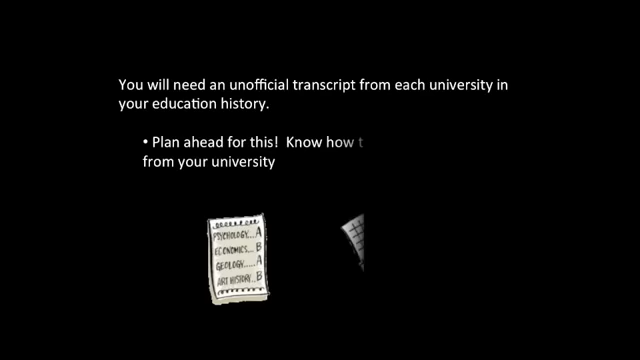 You will need an unofficial transcript from each university in
your education history.
• Plan ahead for this!  Know how t
from your university
PSYCHOLOGY....A
ECONOMICS... B
GEOLOGY......A
ART HISTORY...B